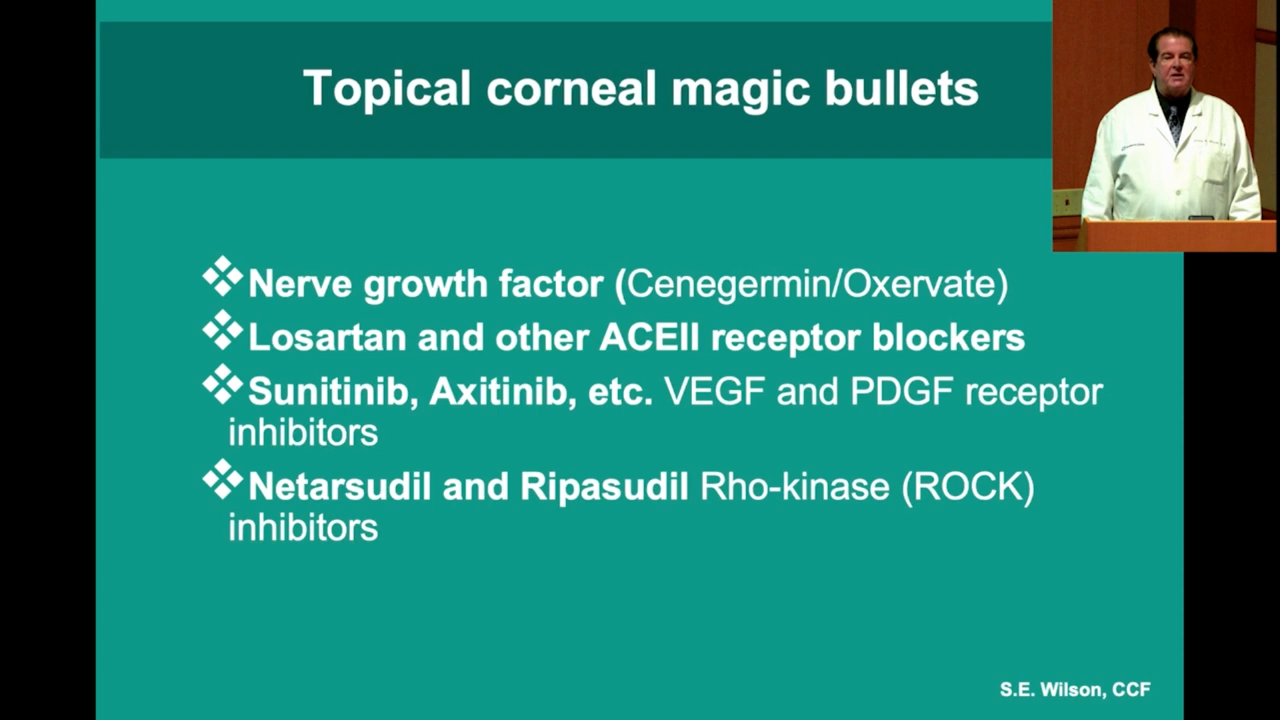 Topical corneal magic bullets
❖Nerve growth factor (Cenegermin/Oxervate)
❖Losartan and other ACEII receptor blockers
❖Sunitinib, Axitinib, etc. VEGF and PDGF receptor
inhibitors
❖Netarsudil and Ripasudil Rho-kinase (ROCK)
inhibitors
S.E. Wilson, CCF